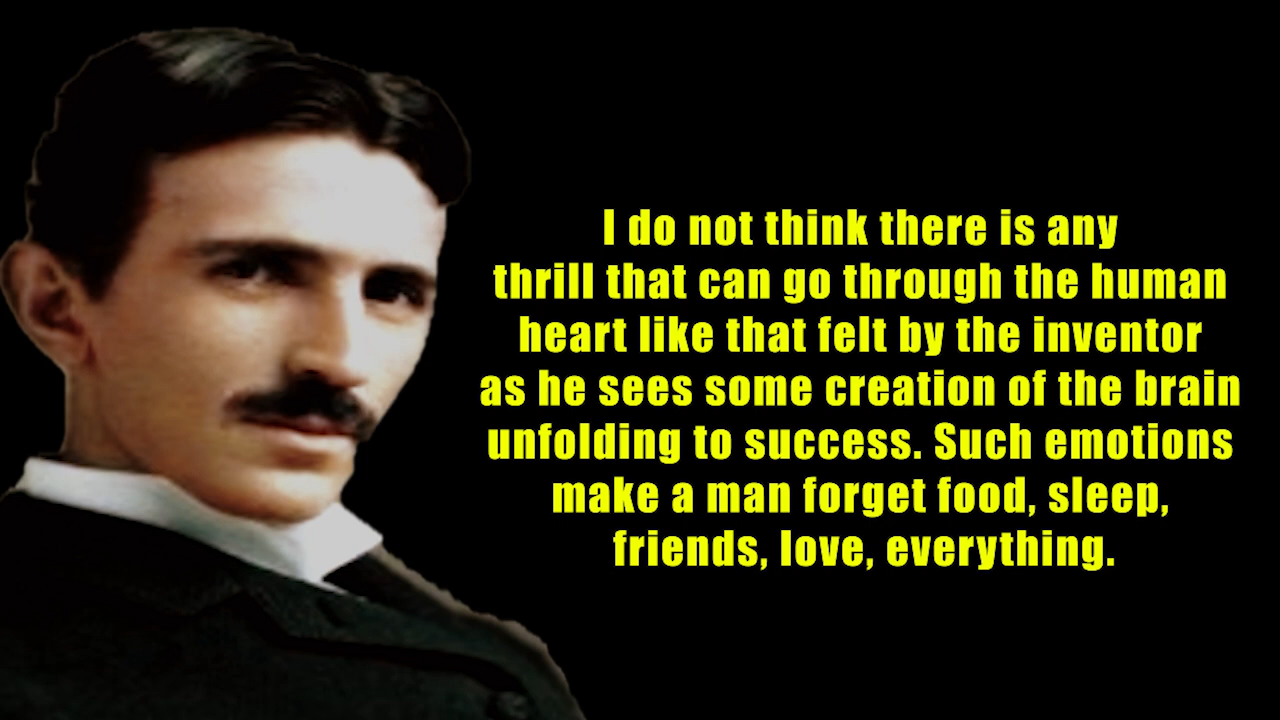 I do not think there is any
thrill that can go through the human
heart like that felt by the inventor
as he sees some creation of the brain
unfolding to success. Such emotions
make a man forget food, sleep,
friends, love, everything.